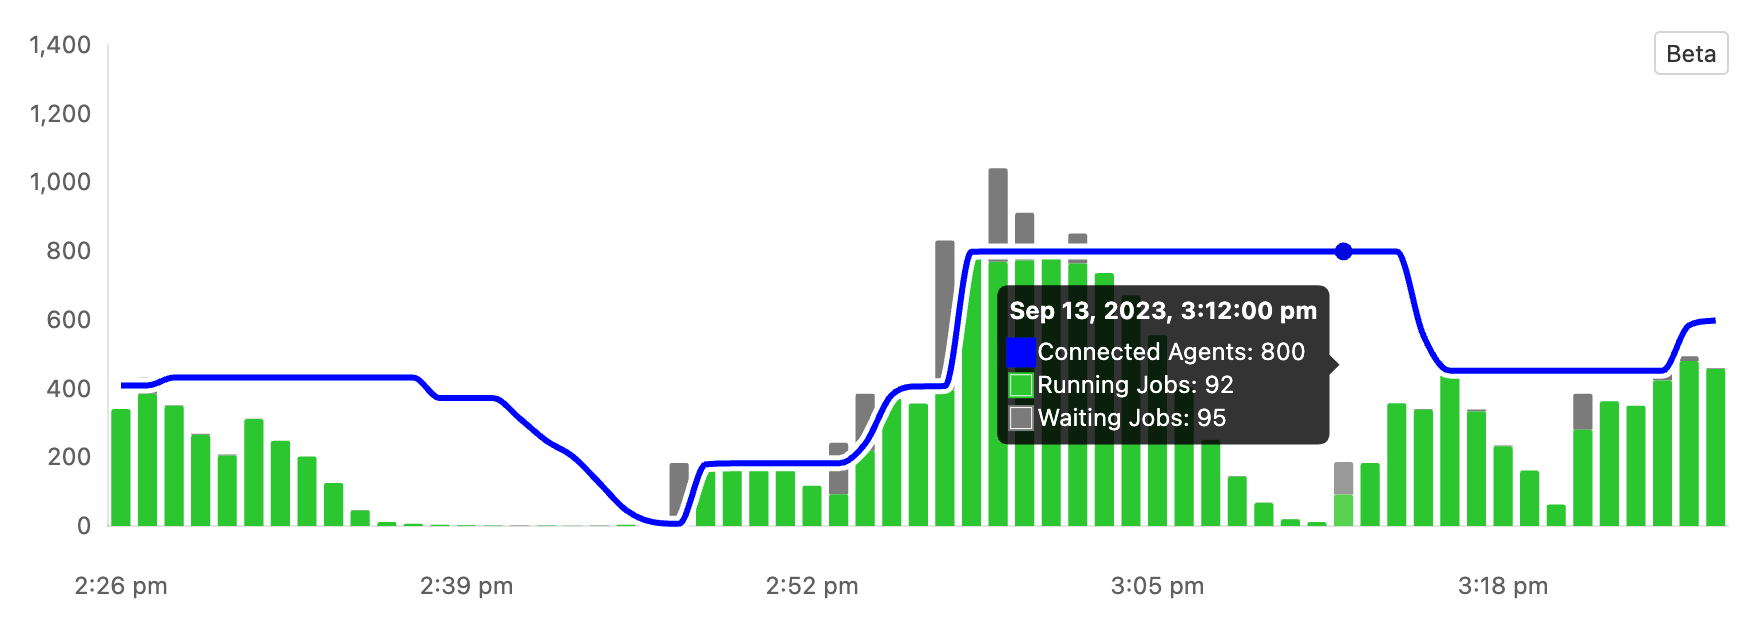 1,400
Beta
1,200
1,000
800
600
Sep 13, 2023, 3:12:00 pm
Connected Agents: 800
Running Jobs: 92
Waiting Jobs: 95
400
200
0
2:26 pm
2:39 pm
2:52 pm
3:05 pm
3:18 pm